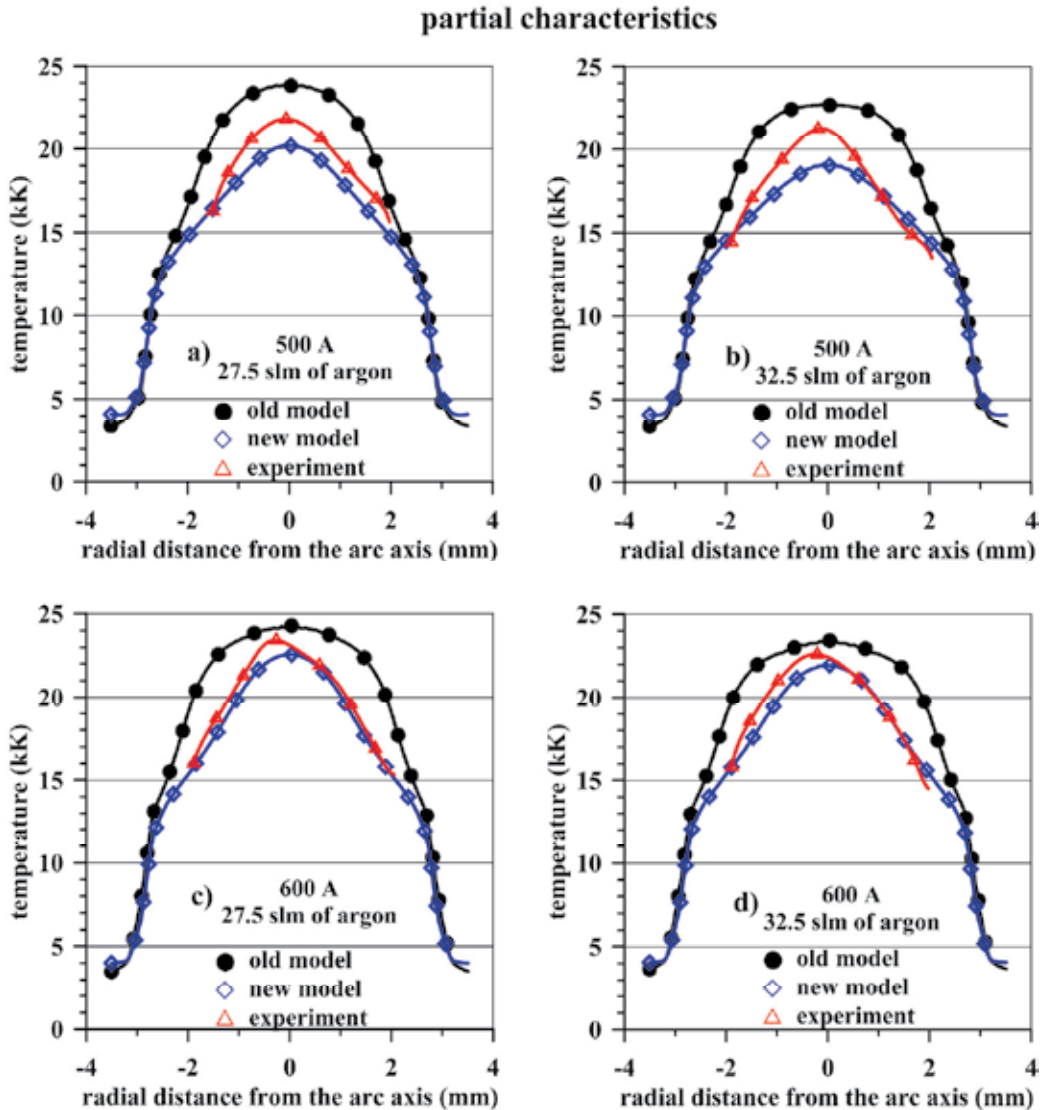 partial characteristics
25
20
15
10
5
0
temperature (kK)
a) 500 A
27.5 slm of argon
old model
new model
experiment
-4 -2 0 2 4
radial distance from the arc axis (mm)
25
20
15
10
5
0
temperature (kK)
b) 500 A
32.5 slm of argon
old model
new model
experiment
-4 -2 0 2 4
radial distance from the arc axis (mm)
25
20
15
10
5
0
temperature (kK)
c) 600 A
27.5 slm of argon
old model
new model
experiment
-4 -2 0 2 4
radial distance from the arc axis (mm)
25
20
15
10
5
0
temperature (kK)
d) 600 A
32.5 slm of argon
old model
new model
experiment
-4 -2 0 2 4
radial distance from the arc axis (mm)